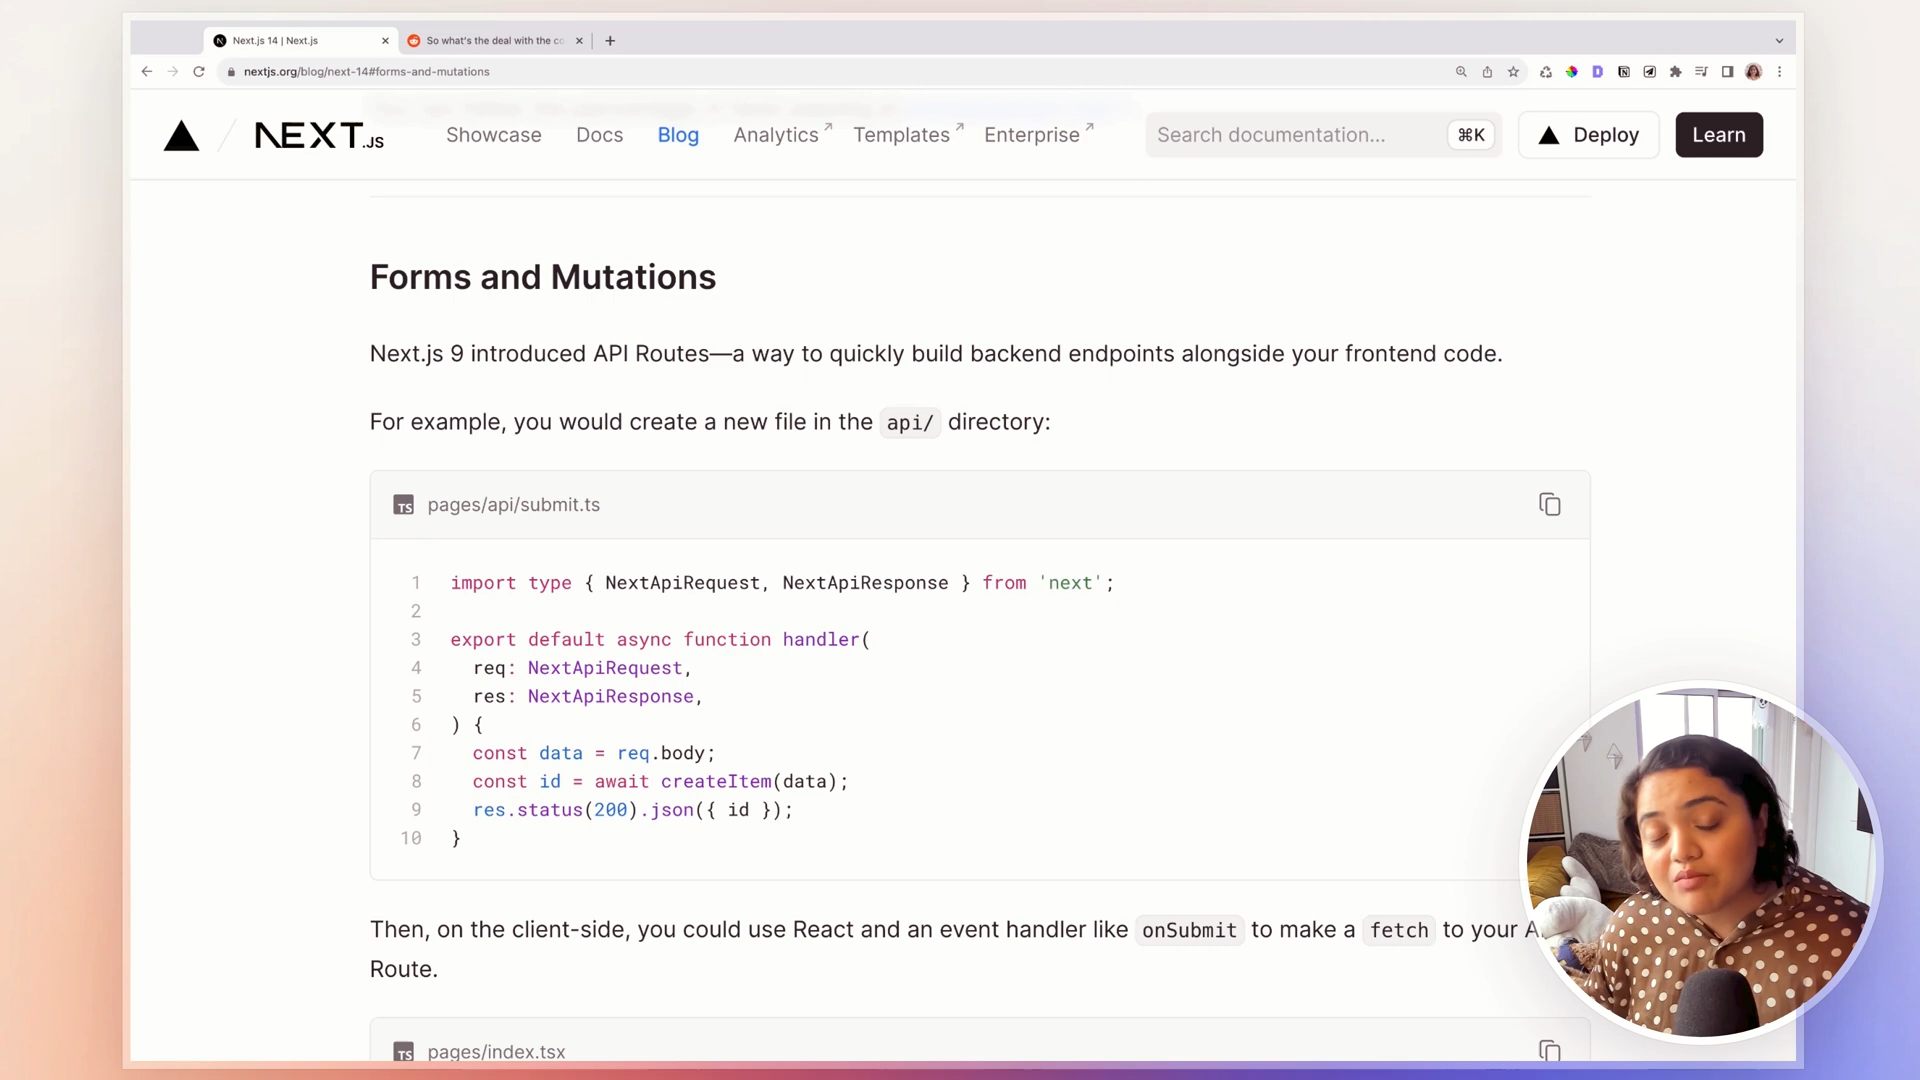 Next.js 14 | Next.js
So what's the deal with the co
nextjs.org/blog/next-14#forms-and-mutations
NEXT.JS
Showcase
Docs
Blog
Analytics
Templates
Enterprise
Search documentation...
⌘K
Deploy
Learn
Forms and Mutations
Next.js 9 introduced API Routes—a way to quickly build backend endpoints alongside your frontend code.
For example, you would create a new file in the api/ directory:
TS pages/api/submit.ts
1 import type { NextApiRequest, NextApiResponse } from 'next';
2
3 export default async function handler(
4   req: NextApiRequest,
5   res: NextApiResponse,
6 ) {
7   const data = req.body;
8   const id = await createItem(data);
9   res.status(200).json({ id });
10 }
Then, on the client-side, you could use React and an event handler like onSubmit to make a fetch to your A
Route.
TS pages/index.tsx